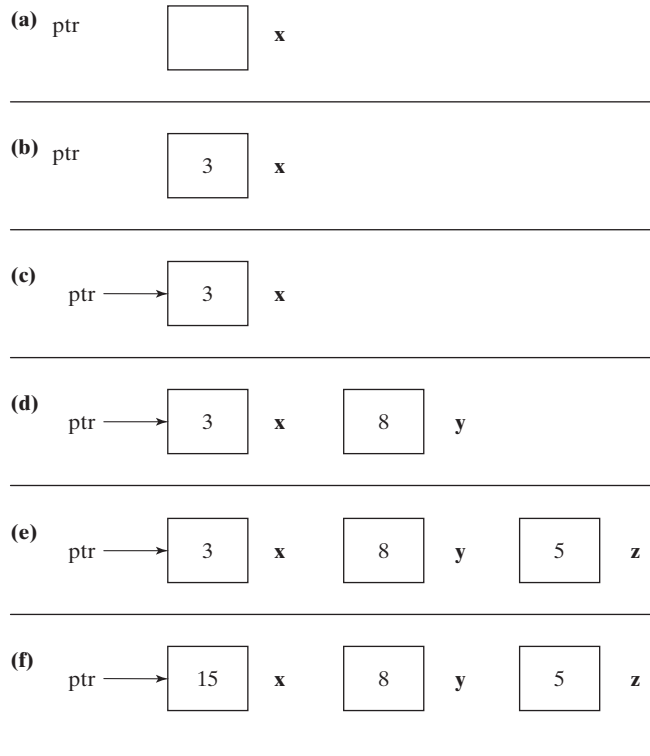 (a) ptr x
(b) ptr 3 x
(c) ptr 3 x
(d) ptr 3 x 8 y
(e) ptr 3 x 8 y 5 z
(f) ptr 15 x 8 y 5 z